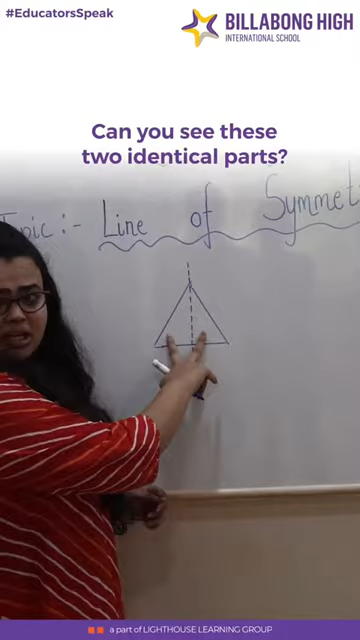 #EducatorsSpeak
BILLABONG HIGH
INTERNATIONAL SCHOOL
Can you see these
two identical parts?
Topic :- Line of Symmet
a part of LIGHTHOUSE LEARNING GROUP